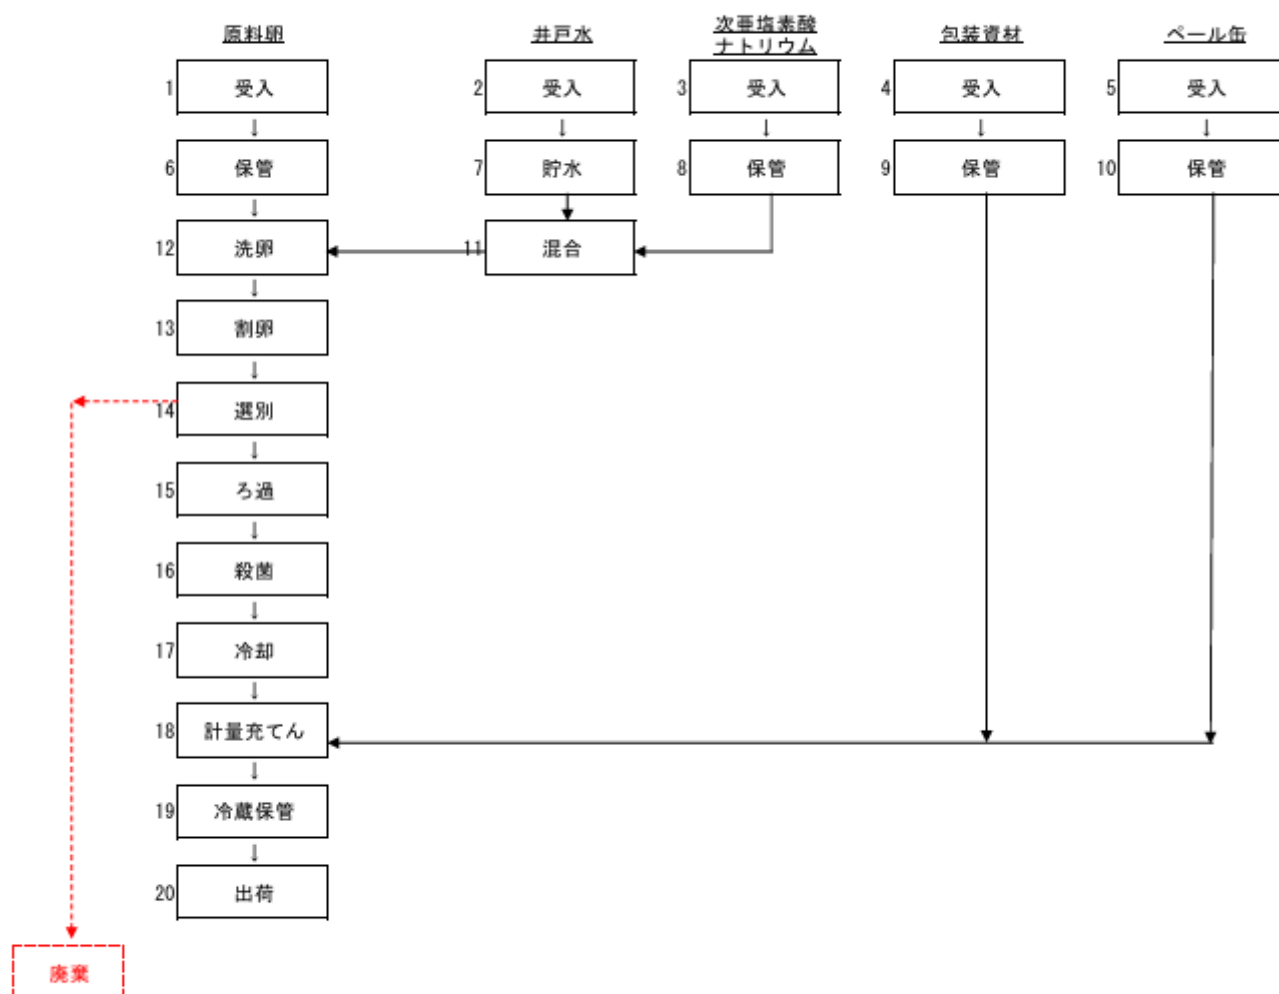 原料卵
井戸水
次亜塩素酸
ナトリウム
包装資材
ペール缶
1 受入
2 受入
3 受入
4 受入
5 受入
↓ ↓ ↓ ↓ ↓
6 保管
7 貯水
8 保管
9 保管
10 保管
↓
12 洗卵
11 混合
↓
13 割卵
↓
14 選別
↓
15 ろ過
↓
16 殺菌
↓
17 冷却
↓
18 計量充てん
↓
19 冷蔵保管
↓
20 出荷
廃棄